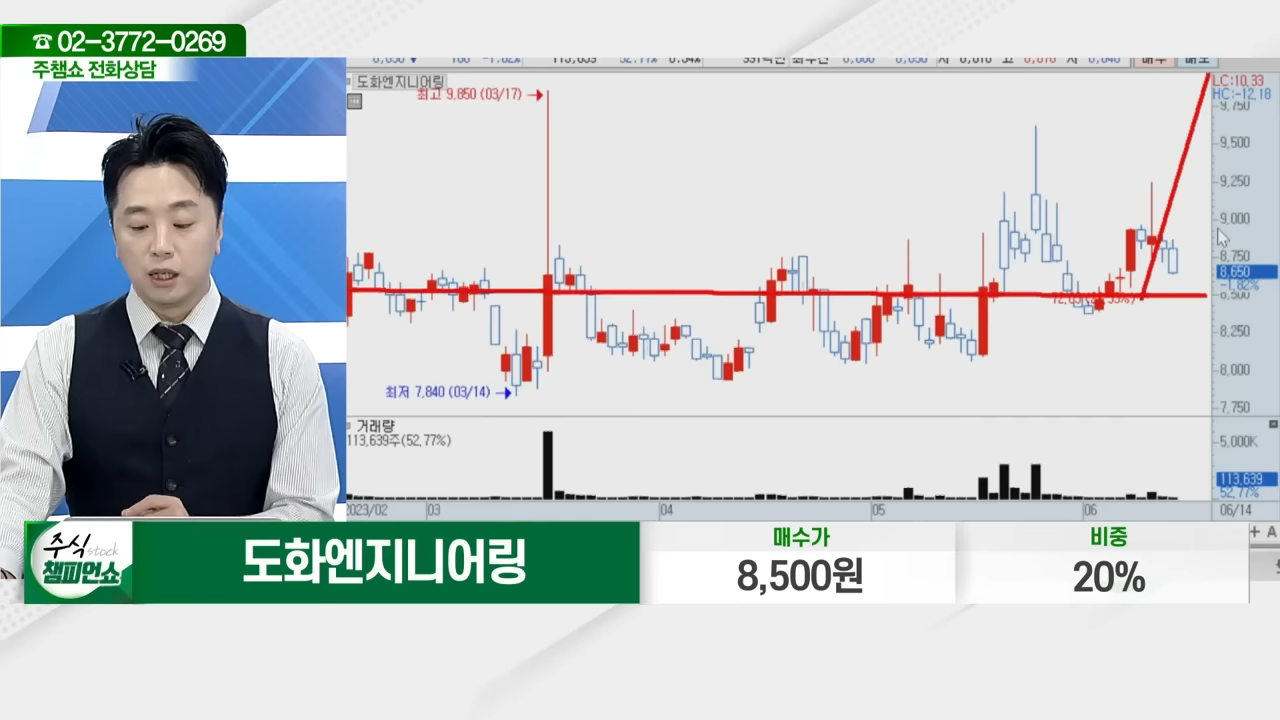 ☎ 02-3772-0269
주챔쇼 전화상담
도화엔지니어링
최고 9,850 (03/17)
LC:10,33
HC:-12,18
9,750
9,500
9,250
9,000
8,750
8,650
-1,82%
8,500
8,250
8,000
최저 7,840 (03/14)
7,750
거래량
113,639주(52,77%)
5,000K
113,639
52,77%
2023/02
03
04
05
06
06/14
주식 stock
챔피언쇼
도화엔지니어링
매수가
8,500원
비중
20%